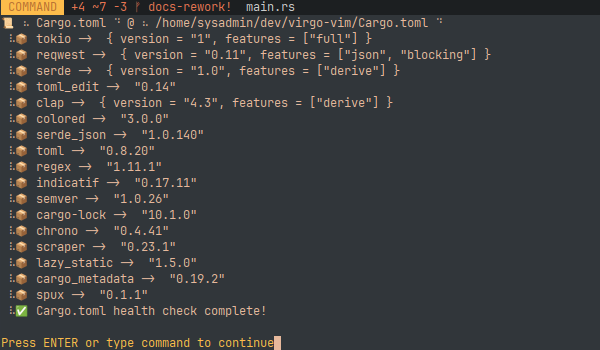 COMMAND +4 ~7 -3 ᚠ docs-rework! main.rs
📜 ⠦ Cargo.toml ⠙ @ ⠦ /home/sysadmin/dev/virgo-vim/Cargo.toml ⠙
⠧📦 tokio —> { version = "1", features = ["full"] }
⠧📦 reqwest —> { version = "0.11", features = ["json", "blocking"] }
⠧📦 serde —> { version = "1.0", features = ["derive"] }
⠧📦 toml_edit —> "0.14"
⠧📦 clap —> { version = "4.3", features = ["derive"] }
⠧📦 colored —> "3.0.0"
⠧📦 serde_json —> "1.0.140"
⠧📦 toml —> "0.8.20"
⠧📦 regex —> "1.11.1"
⠧📦 indicatif —> "0.17.11"
⠧📦 semver —> "1.0.26"
⠧📦 cargo-lock —> "10.1.0"
⠧📦 chrono —> "0.4.41"
⠧📦 scraper —> "0.23.1"
⠧📦 lazy_static —> "1.5.0"
⠧📦 cargo_metadata —> "0.19.2"
⠧📦 spux —> "0.1.1"
⠧✅ Cargo.toml health check complete!
Press ENTER or type command to continue